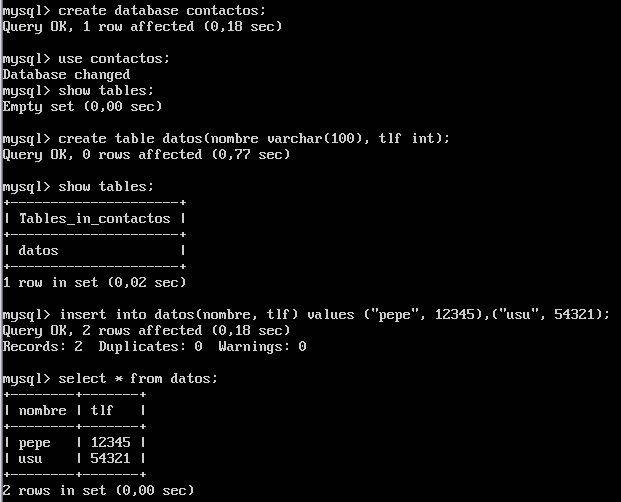 mysql> create database contactos;
Query OK, 1 row affected (0,18 sec)
mysql> use contactos;
Database changed
mysql> show tables;
Empty set (0,00 sec)
mysql> create table datos(nombre varchar(100), tlf int);
Query OK, 0 rows affected (0,77 sec)
mysql> show tables;
+---------------------+
| Tables_in_contactos |
+---------------------+
| datos               |
+---------------------+
1 row in set (0,02 sec)
mysql> insert into datos(nombre, tlf) values ("pepe", 12345),("usu", 54321);
Query OK, 2 rows affected (0,18 sec)
Records: 2  Duplicates: 0  Warnings: 0
mysql> select * from datos;
+--------+-------+
| nombre | tlf   |
+--------+-------+
| pepe   | 12345 |
| usu    | 54321 |
+--------+-------+
2 rows in set (0,00 sec)